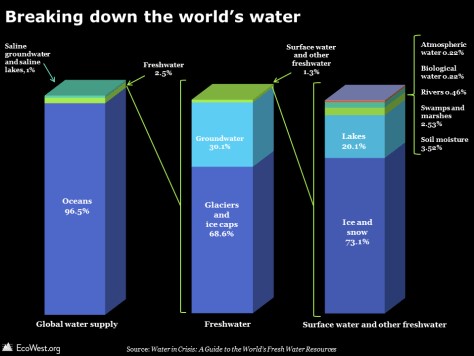 Breaking down the world's water
Saline
groundwater
and saline
lakes, 1%
Freshwater
2.5%
Surface water
and other
freshwater
1.3%
Atmospheric
water 0.22%
Biological
water 0.22%
Rivers 0.46%
Swamps and
marshes
2.53%
Soil moisture
3.52%
Oceans
96.5%
Groundwater
30.1%
Glaciers
and
ice caps
68.6%
Lakes
20.1%
Ice and
snow
73.1%
Global water supply
Freshwater
Surface water and other freshwater
EcoWest.org
Source: Water in Crisis: A Guide to the World's Fresh Water Resources